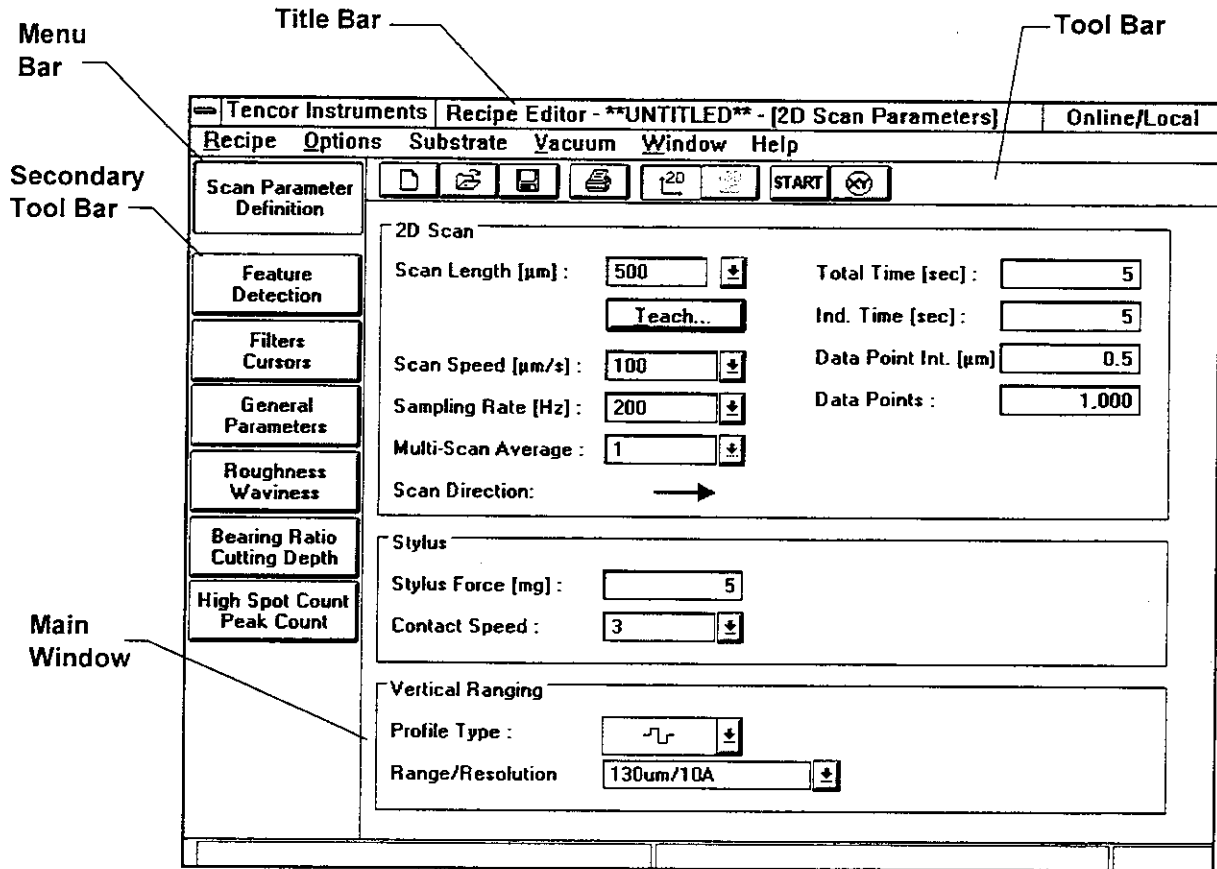 Title Bar
Tool Bar
Menu
Bar
Tencor Instruments Recipe Editor - **UNTITLED** - [2D Scan Parameters] Online/Local
Recipe Options Substrate Vacuum Window Help
Secondary
Tool Bar
Scan Parameter
Definition
2D
START
XY
Feature
Detection
Filters
Cursors
General
Parameters
Roughness
Waviness
Bearing Ratio
Cutting Depth
High Spot Count
Peak Count
Main
Window
2D Scan
Scan Length [µm] : 500
Teach...
Scan Speed [µm/s] : 100
Sampling Rate [Hz] : 200
Multi-Scan Average : 1
Scan Direction:
Total Time [sec] : 5
Ind. Time [sec] : 5
Data Point Int. [µm] 0.5
Data Points : 1,000
Stylus
Stylus Force [mg] : 5
Contact Speed : 3
Vertical Ranging
Profile Type :
Range/Resolution 130um/10A